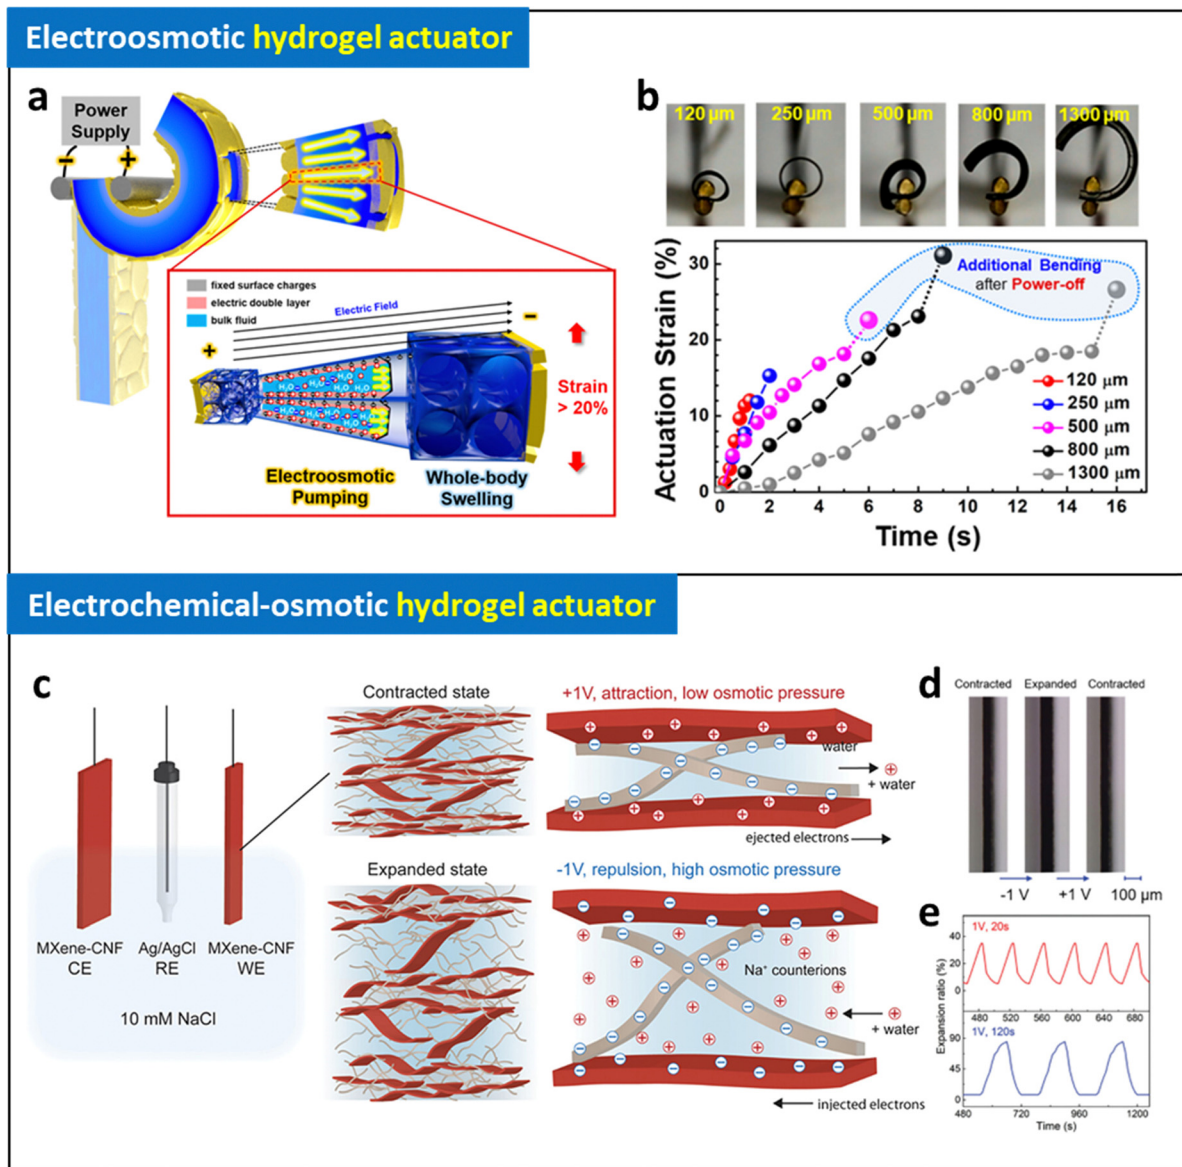 Electroosmotic hydrogel actuator
a
Power
Supply
−
+
fixed surface charges
electric double layer
bulk fluid
Electric Field
+
−
H₂O
H₂O
H₂O
H₂O
H₂O
H₂O
Strain
> 20%
Electroosmotic
Pumping
Whole-body
Swelling
b
120 µm
250 µm
500 µm
800 µm
1300 µm
Actuation Strain (%)
30
20
10
0
Additional Bending
after Power-off
120 µm
250 µm
500 µm
800 µm
1300 µm
0 2 4 6 8 10 12 14 16
Time (s)
Electrochemical-osmotic hydrogel actuator
c
MXene-CNF
CE
Ag/AgCl
RE
MXene-CNF
WE
10 mM NaCl
Contracted state
+1V, attraction, low osmotic pressure
water
+ water
ejected electrons
Expanded state
-1V, repulsion, high osmotic pressure
Na⁺ counterions
+ water
injected electrons
d
Contracted Expanded Contracted
-1 V
+1 V
100 µm
e
Expansion ratio (%)
1V, 20s
40
20
0
480 520 560 600 640 680
1V, 120s
90
45
0
480 720 960 1200
Time (s)